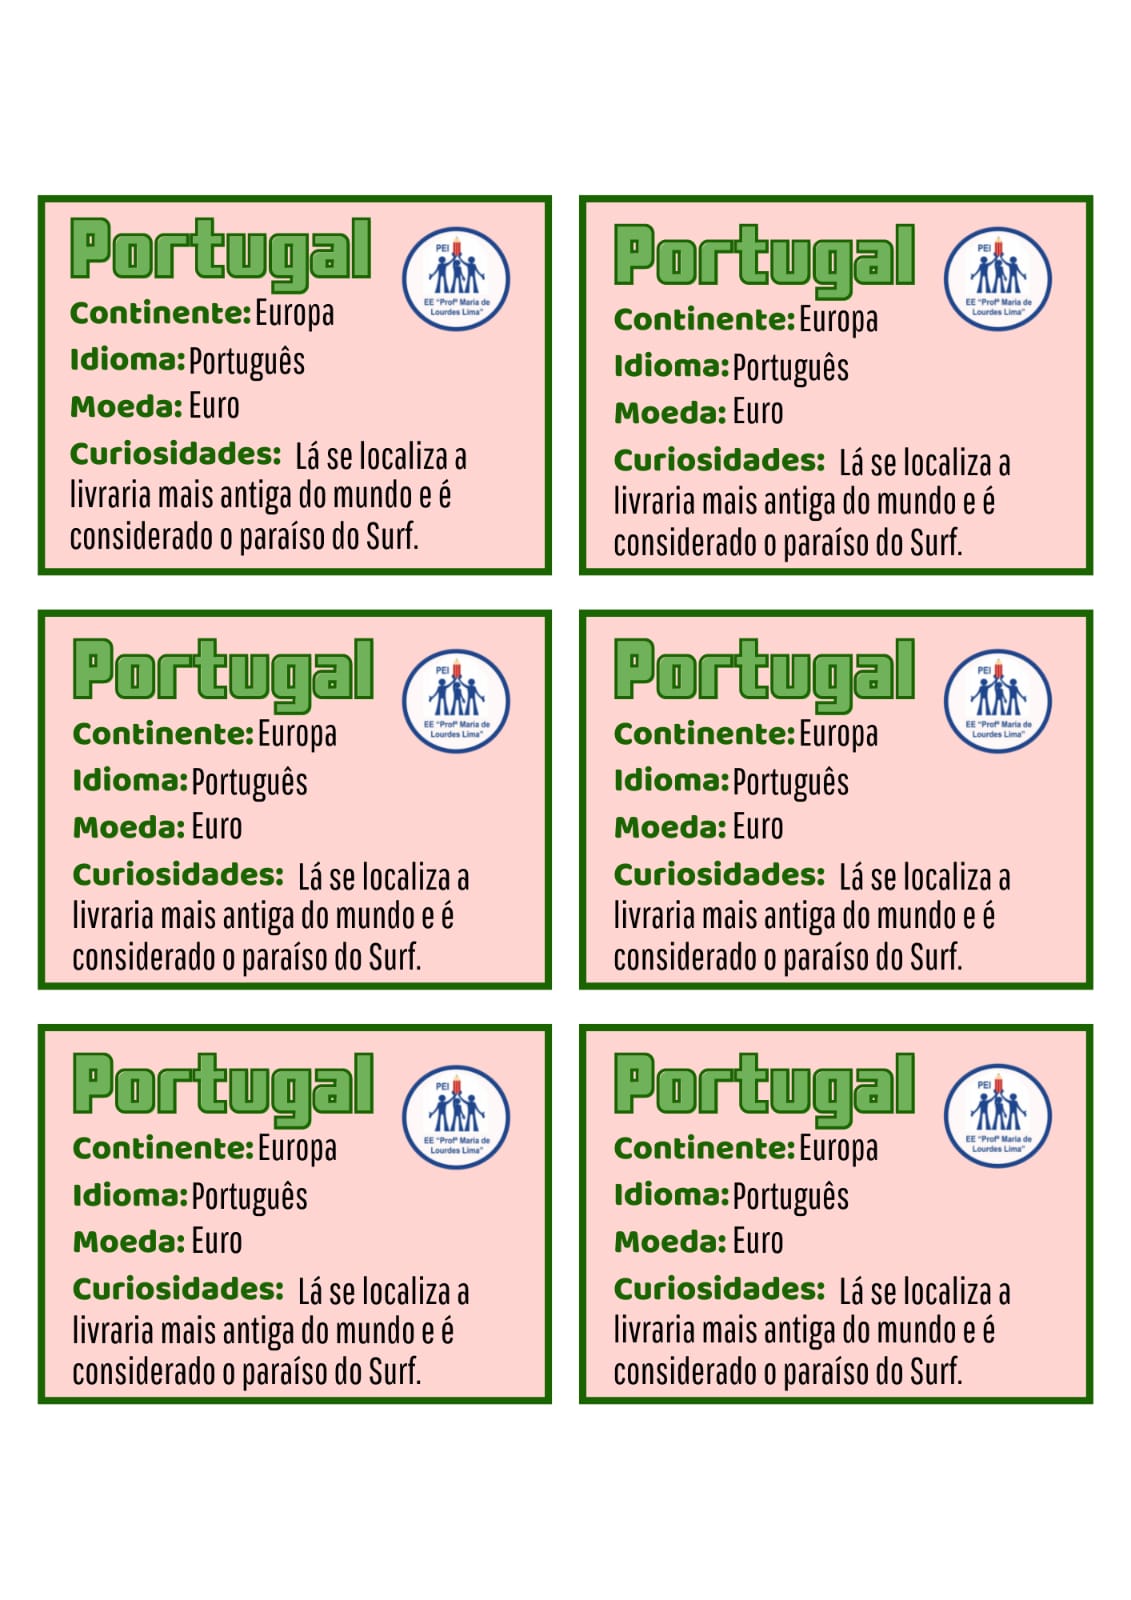 Portugal
PEI
EE "Profª Maria de
Lourdes Lima"
Continente: Europa
Idioma: Português
Moeda: Euro
Curiosidades: Lá se localiza a
livraria mais antiga do mundo e é
considerado o paraíso do Surf.
Portugal
PEI
EE "Profª Maria de
Lourdes Lima"
Continente: Europa
Idioma: Português
Moeda: Euro
Curiosidades: Lá se localiza a
livraria mais antiga do mundo e é
considerado o paraíso do Surf.
Portugal
PEI
EE "Profª Maria de
Lourdes Lima"
Continente: Europa
Idioma: Português
Moeda: Euro
Curiosidades: Lá se localiza a
livraria mais antiga do mundo e é
considerado o paraíso do Surf.
Portugal
PEI
EE "Profª Maria de
Lourdes Lima"
Continente: Europa
Idioma: Português
Moeda: Euro
Curiosidades: Lá se localiza a
livraria mais antiga do mundo e é
considerado o paraíso do Surf.
Portugal
PEI
EE "Profª Maria de
Lourdes Lima"
Continente: Europa
Idioma: Português
Moeda: Euro
Curiosidades: Lá se localiza a
livraria mais antiga do mundo e é
considerado o paraíso do Surf.
Portugal
PEI
EE "Profª Maria de
Lourdes Lima"
Continente: Europa
Idioma: Português
Moeda: Euro
Curiosidades: Lá se localiza a
livraria mais antiga do mundo e é
considerado o paraíso do Surf.